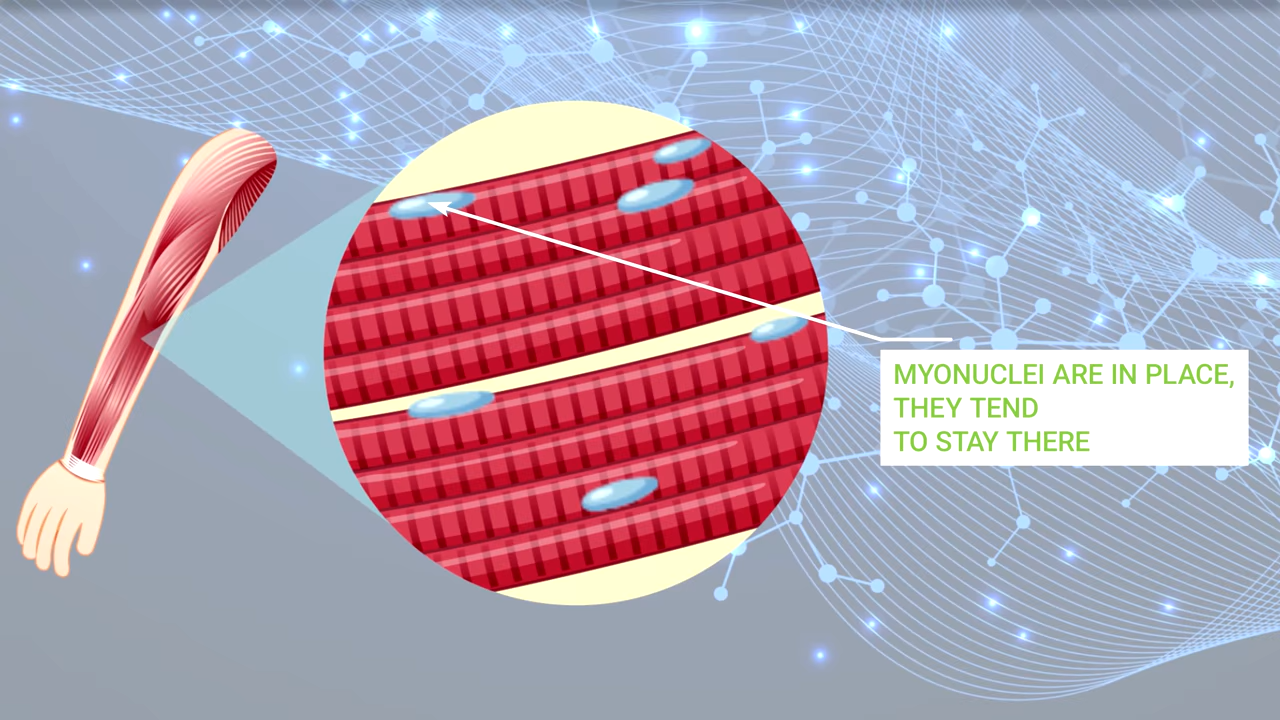 MYONUCLEI ARE IN PLACE,
THEY TEND
TO STAY THERE